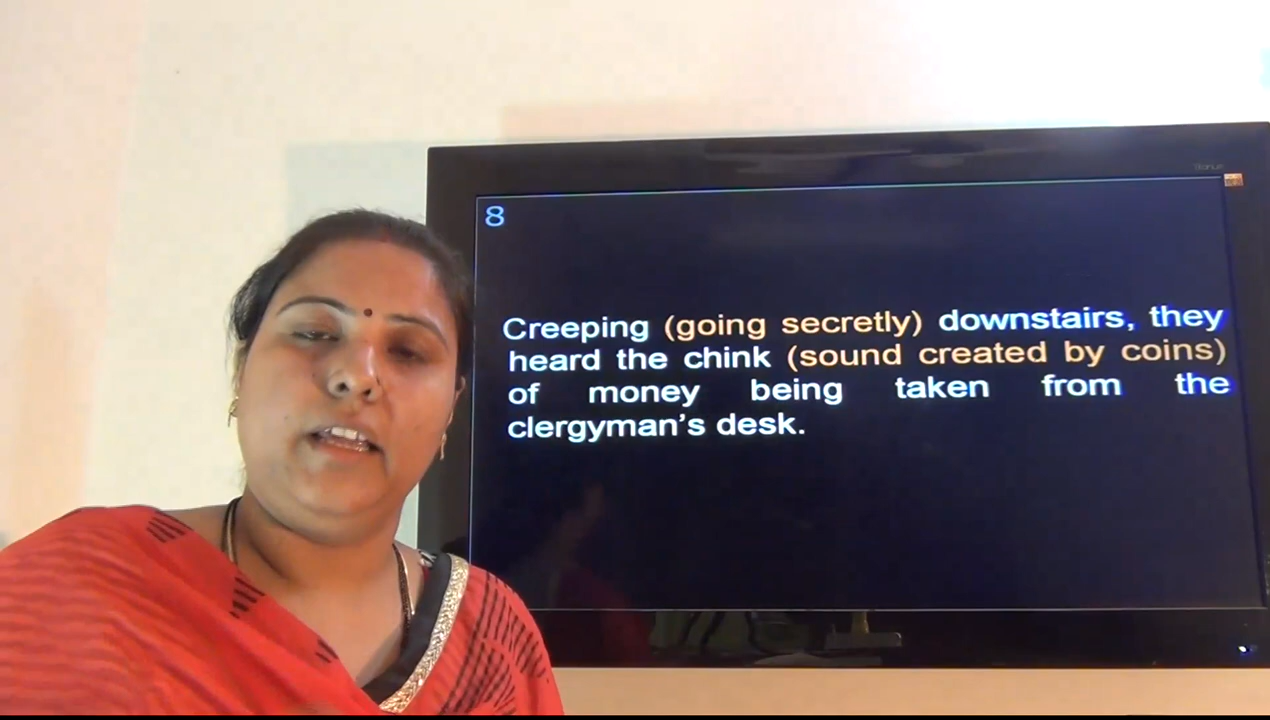 8
Creeping (going secretly) downstairs, they
heard the chink (sound created by coins)
of money being taken from the
clergyman's desk.